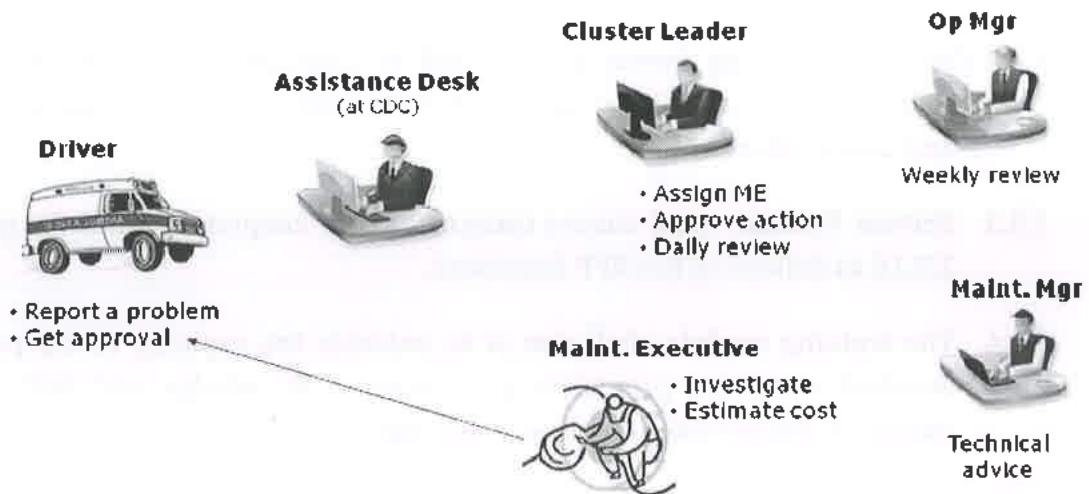 Cluster Leader
Op Mgr
Assistance Desk
(at CDC)
Driver
Weekly review
• Assign ME
• Approve action
• Daily review
Maint. Mgr
• Report a problem
• Get approval
Maint. Executive
• Investigate
• Estimate cost
Technical
advice